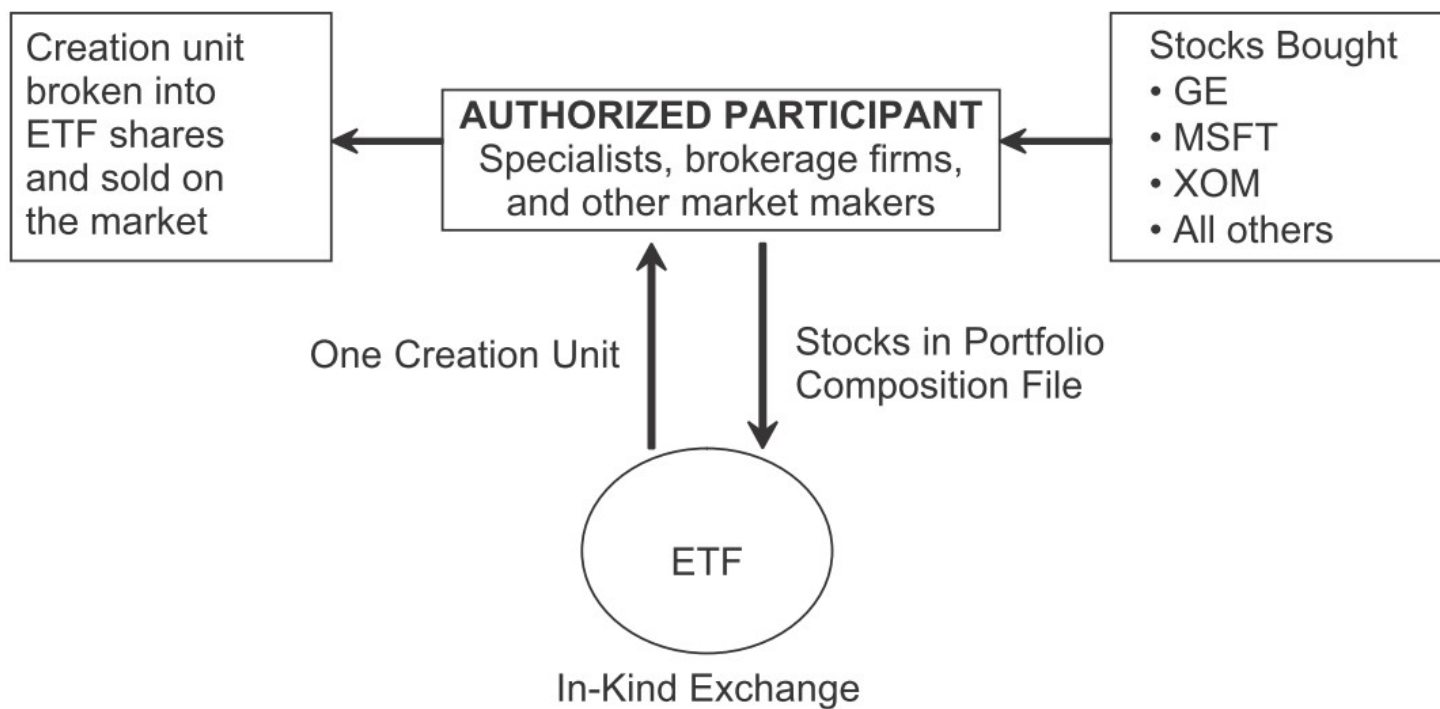 Creation unit
broken into
ETF shares
and sold on
the market
AUTHORIZED PARTICIPANT
Specialists, brokerage firms,
and other market makers
Stocks Bought
• GE
• MSFT
• XOM
• All others
One Creation Unit
Stocks in Portfolio
Composition File
ETF
In-Kind Exchange